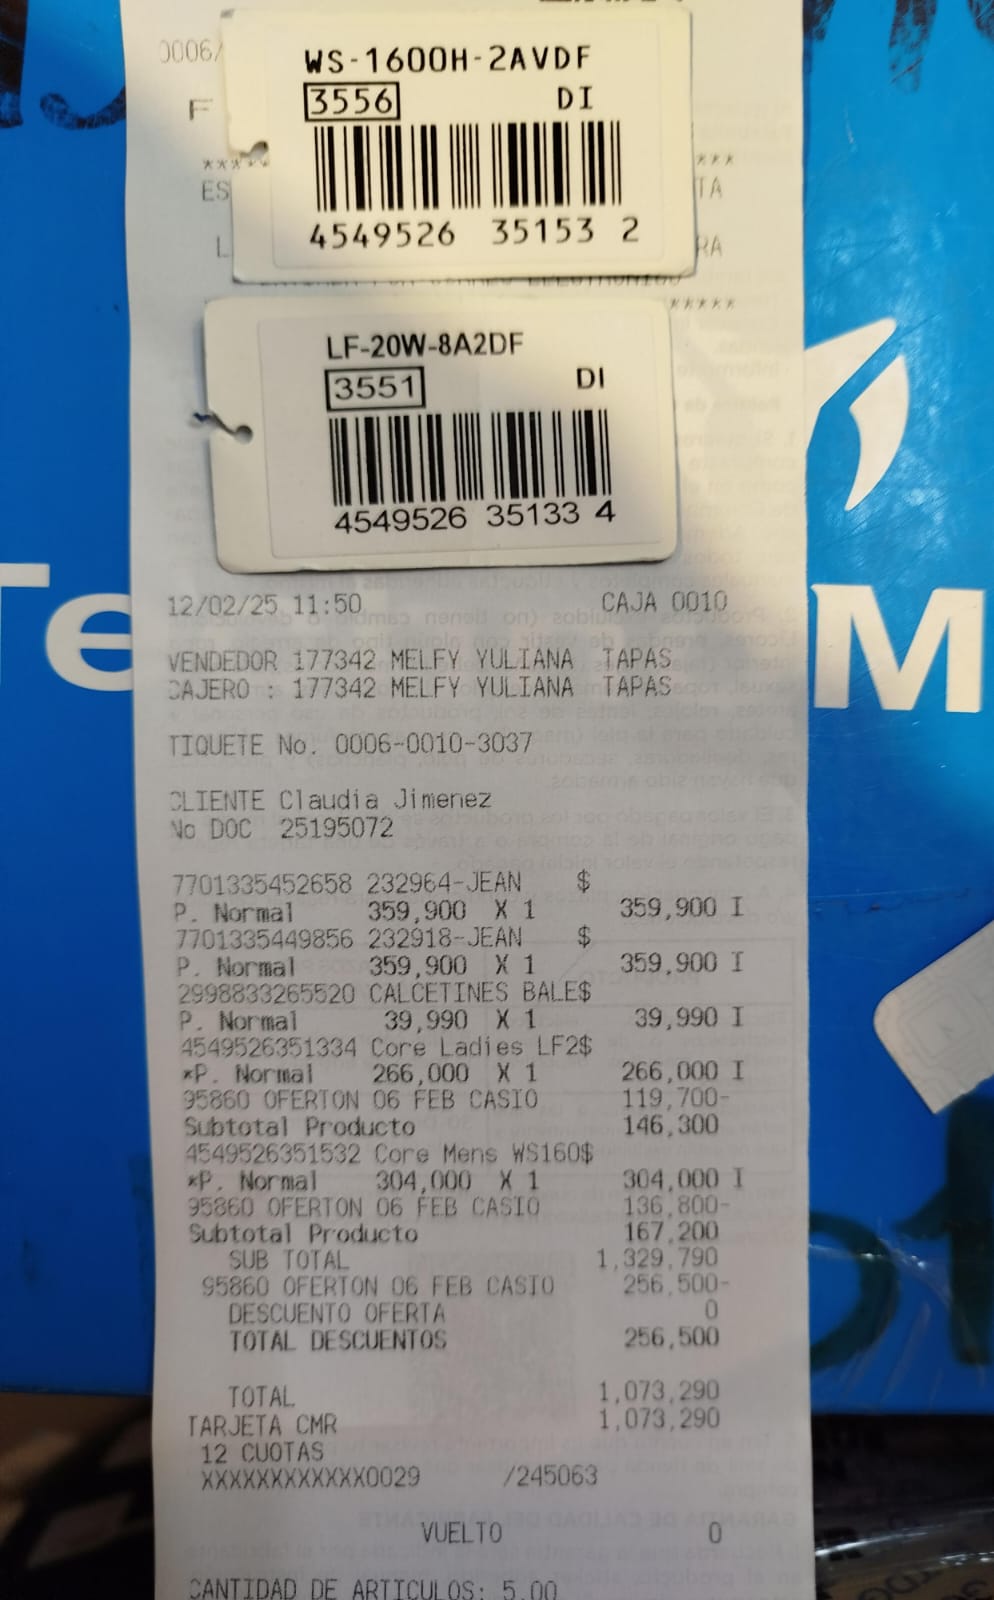 0006/
F
WS-1600H-2AVDF
3556 DI
4549526 35153 2
*** ***
ES TA
L RA
*****
LF-20W-8A2DF
3551 DI
4549526 35133 4
Te M
12/02/25 11:50 CAJA 0010
VENDEDOR 177342 MELFY YULIANA TAPAS
CAJERO : 177342 MELFY YULIANA TAPAS
TIQUETE No. 0006-0010-3037
CLIENTE Claudia Jimenez
No DOC 25195072
7701335452658 232964-JEAN $
P. Normal 359,900 X 1 359,900 I
7701335449856 232918-JEAN $
P. Normal 359,900 X 1 359,900 I
2998833265520 CALCETINES BALE$
P. Normal 39,990 X 1 39,990 I
4549526351334 Core Ladies LF2$
*P. Normal 266,000 X 1 266,000 I
95860 OFERTON 06 FEB CASIO 119,700-
Subtotal Producto 146,300
4549526351532 Core Mens WS160$
*P. Normal 304,000 X 1 304,000 I
95860 OFERTON 06 FEB CASIO 136,800-
Subtotal Producto 167,200
SUB TOTAL 1,329,790
95860 OFERTON 06 FEB CASIO 256,500-
DESCUENTO OFERTA 0
TOTAL DESCUENTOS 256,500
TOTAL 1,073,290
TARJETA CMR 1,073,290
12 CUOTAS
XXXXXXXXXXXX0029 /245063
VUELTO 0
CANTIDAD DE ARTICULOS: 5.00